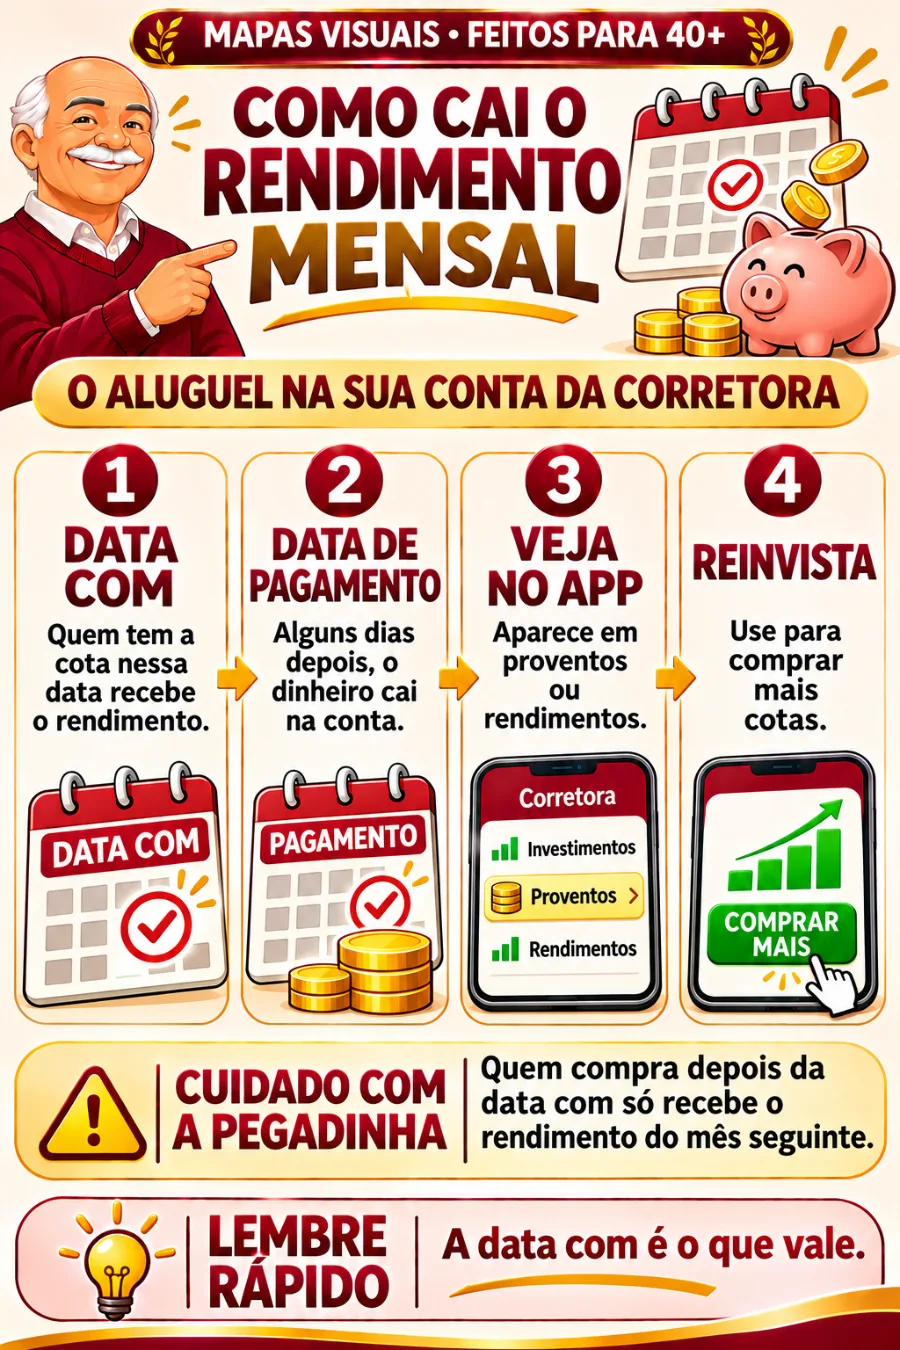 MAPAS VISUAIS • FEITOS PARA 40+
COMO CAI O
RENDIMENTO
MENSAL
O ALUGUEL NA SUA CONTA DA CORRETORA
1
DATA
COM
Quem tem a
cota nessa
data recebe
o rendimento.
DATA COM
2
DATA DE
PAGAMENTO
Alguns dias
depois, o
dinheiro cai
na conta.
PAGAMENTO
3
VEJA
NO APP
Aparece em
proventos
ou
rendimentos.
Corretora
Investimentos
Proventos >
Rendimentos
4
REINVISTA
Use para
comprar
mais
cotas.
COMPRAR
MAIS
CUIDADO COM
A PEGADINHA
Quem compra depois da
data com só recebe o
rendimento do mês seguinte.
LEMBRE
RÁPIDO
A data com é o que vale.